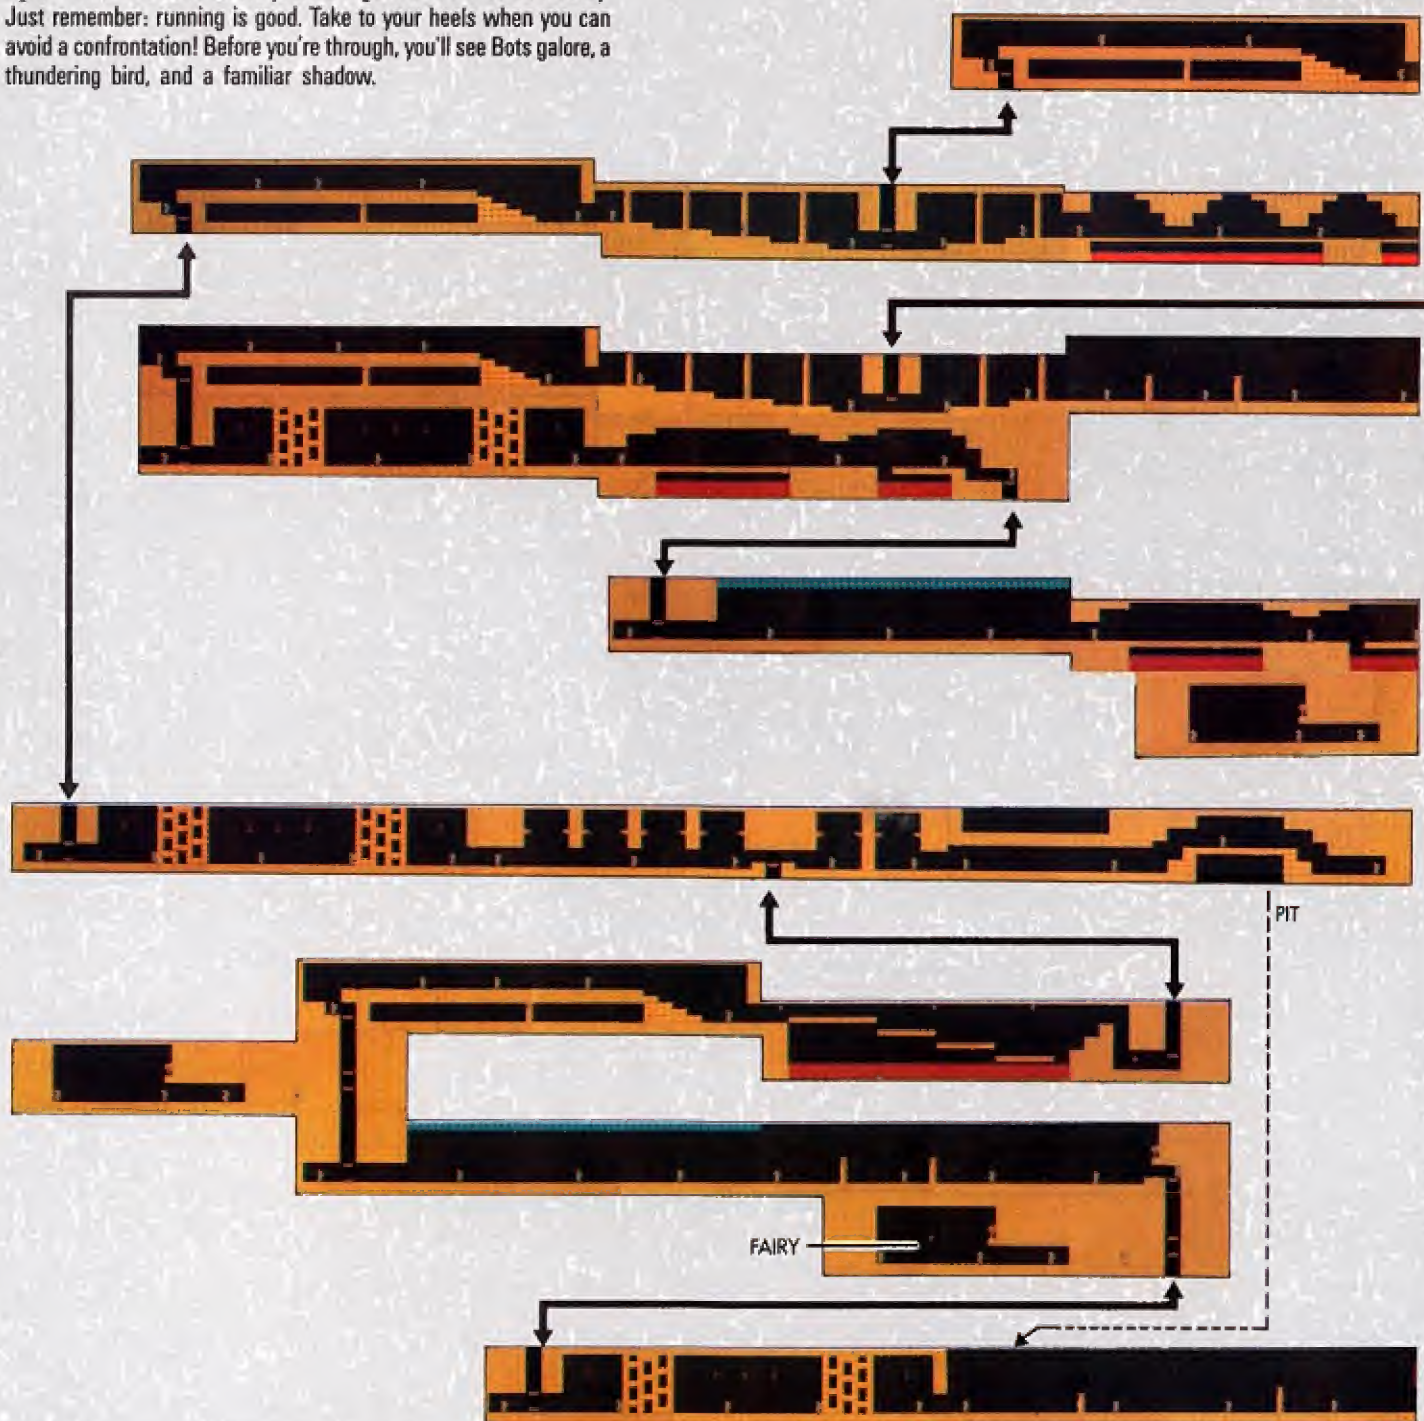 Just remember: running is good. Take to your heels when you can
avoid a confrontation! Before you're through, you'll see Bots galore, a
thundering bird, and a familiar shadow.
PIT
FAIRY